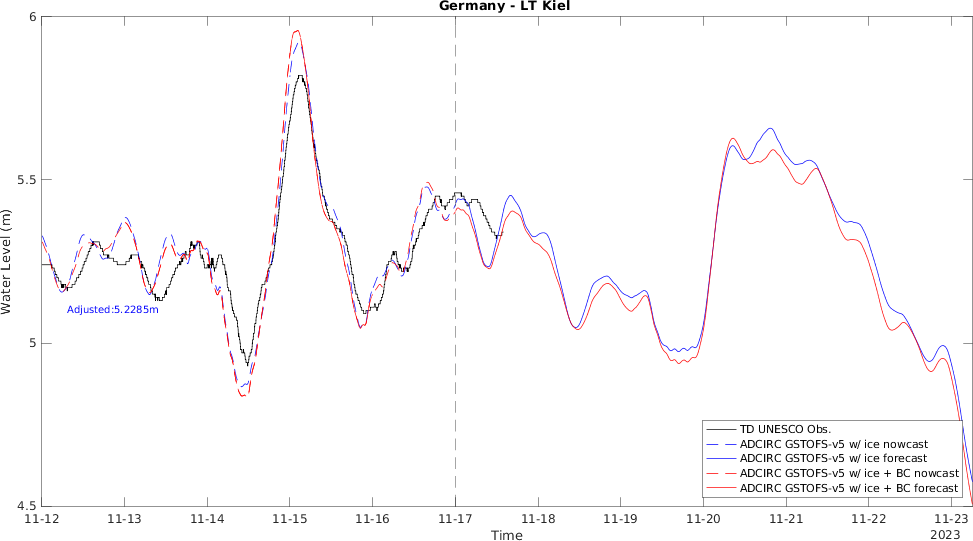 Germany - LT Kiel
Water Level (m)
6
5.5
5
4.5
Adjusted:5.2285m
TD UNESCO Obs.
ADCIRC GSTOFS-v5 w/ ice nowcast
ADCIRC GSTOFS-v5 w/ ice forecast
ADCIRC GSTOFS-v5 w/ ice + BC nowcast
ADCIRC GSTOFS-v5 w/ ice + BC forecast
11-12 11-13 11-14 11-15 11-16 11-17 11-18 11-19 11-20 11-21 11-22 11-23
Time 2023